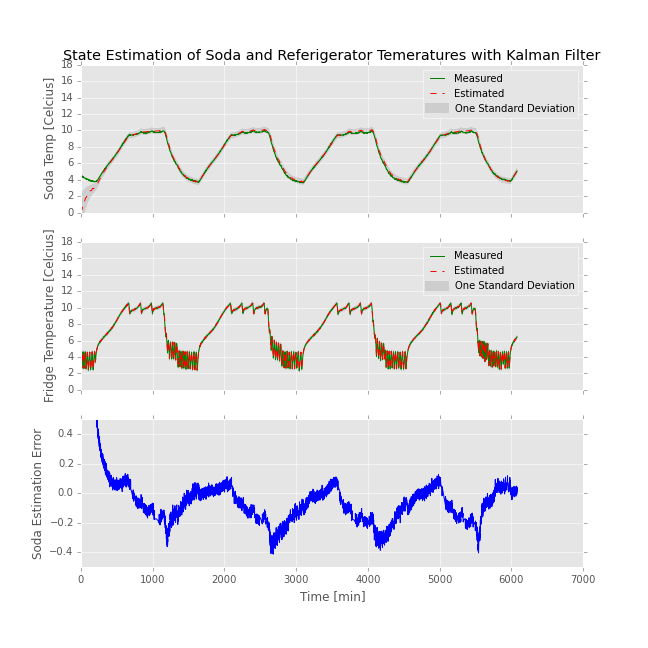 State Estimation of Soda and Referigerator Temeratures with Kalman Filter
Soda Temp [Celcius]
18
16
14
12
10
8
6
4
2
0
Measured
Estimated
One Standard Deviation
Fridge Temperature [Celcius]
18
16
14
12
10
8
6
4
2
0
Measured
Estimated
One Standard Deviation
Soda Estimation Error
0.4
0.2
0.0
−0.2
−0.4
0 1000 2000 3000 4000 5000 6000 7000
Time [min]